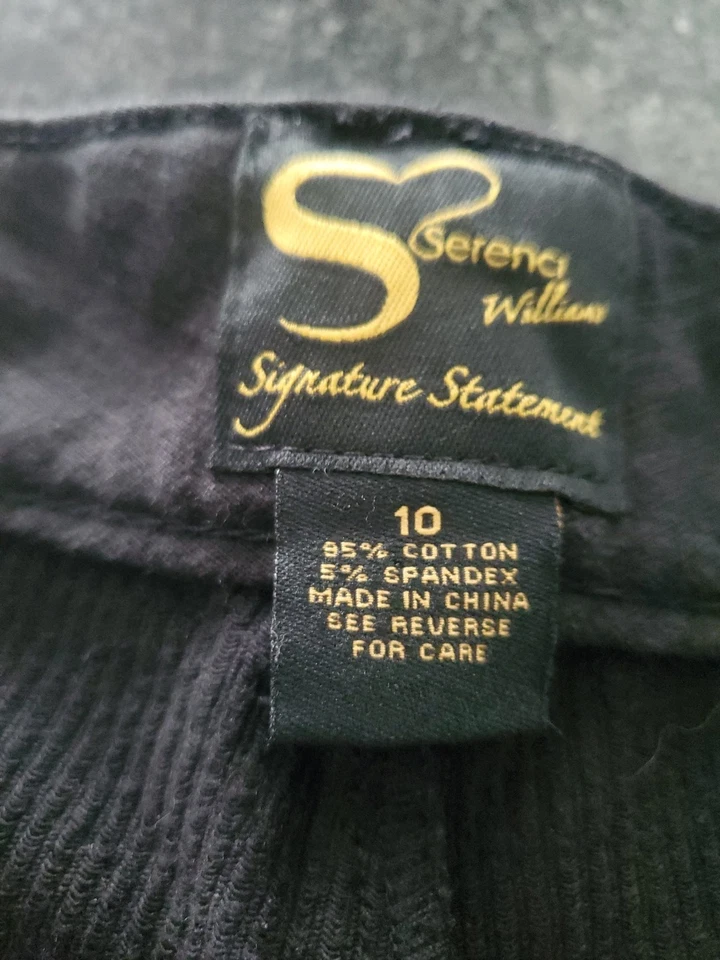 Serena
Williams
Signature Statement
10
95% COTTON
5% SPANDEX
MADE IN CHINA
SEE REVERSE
FOR CARE